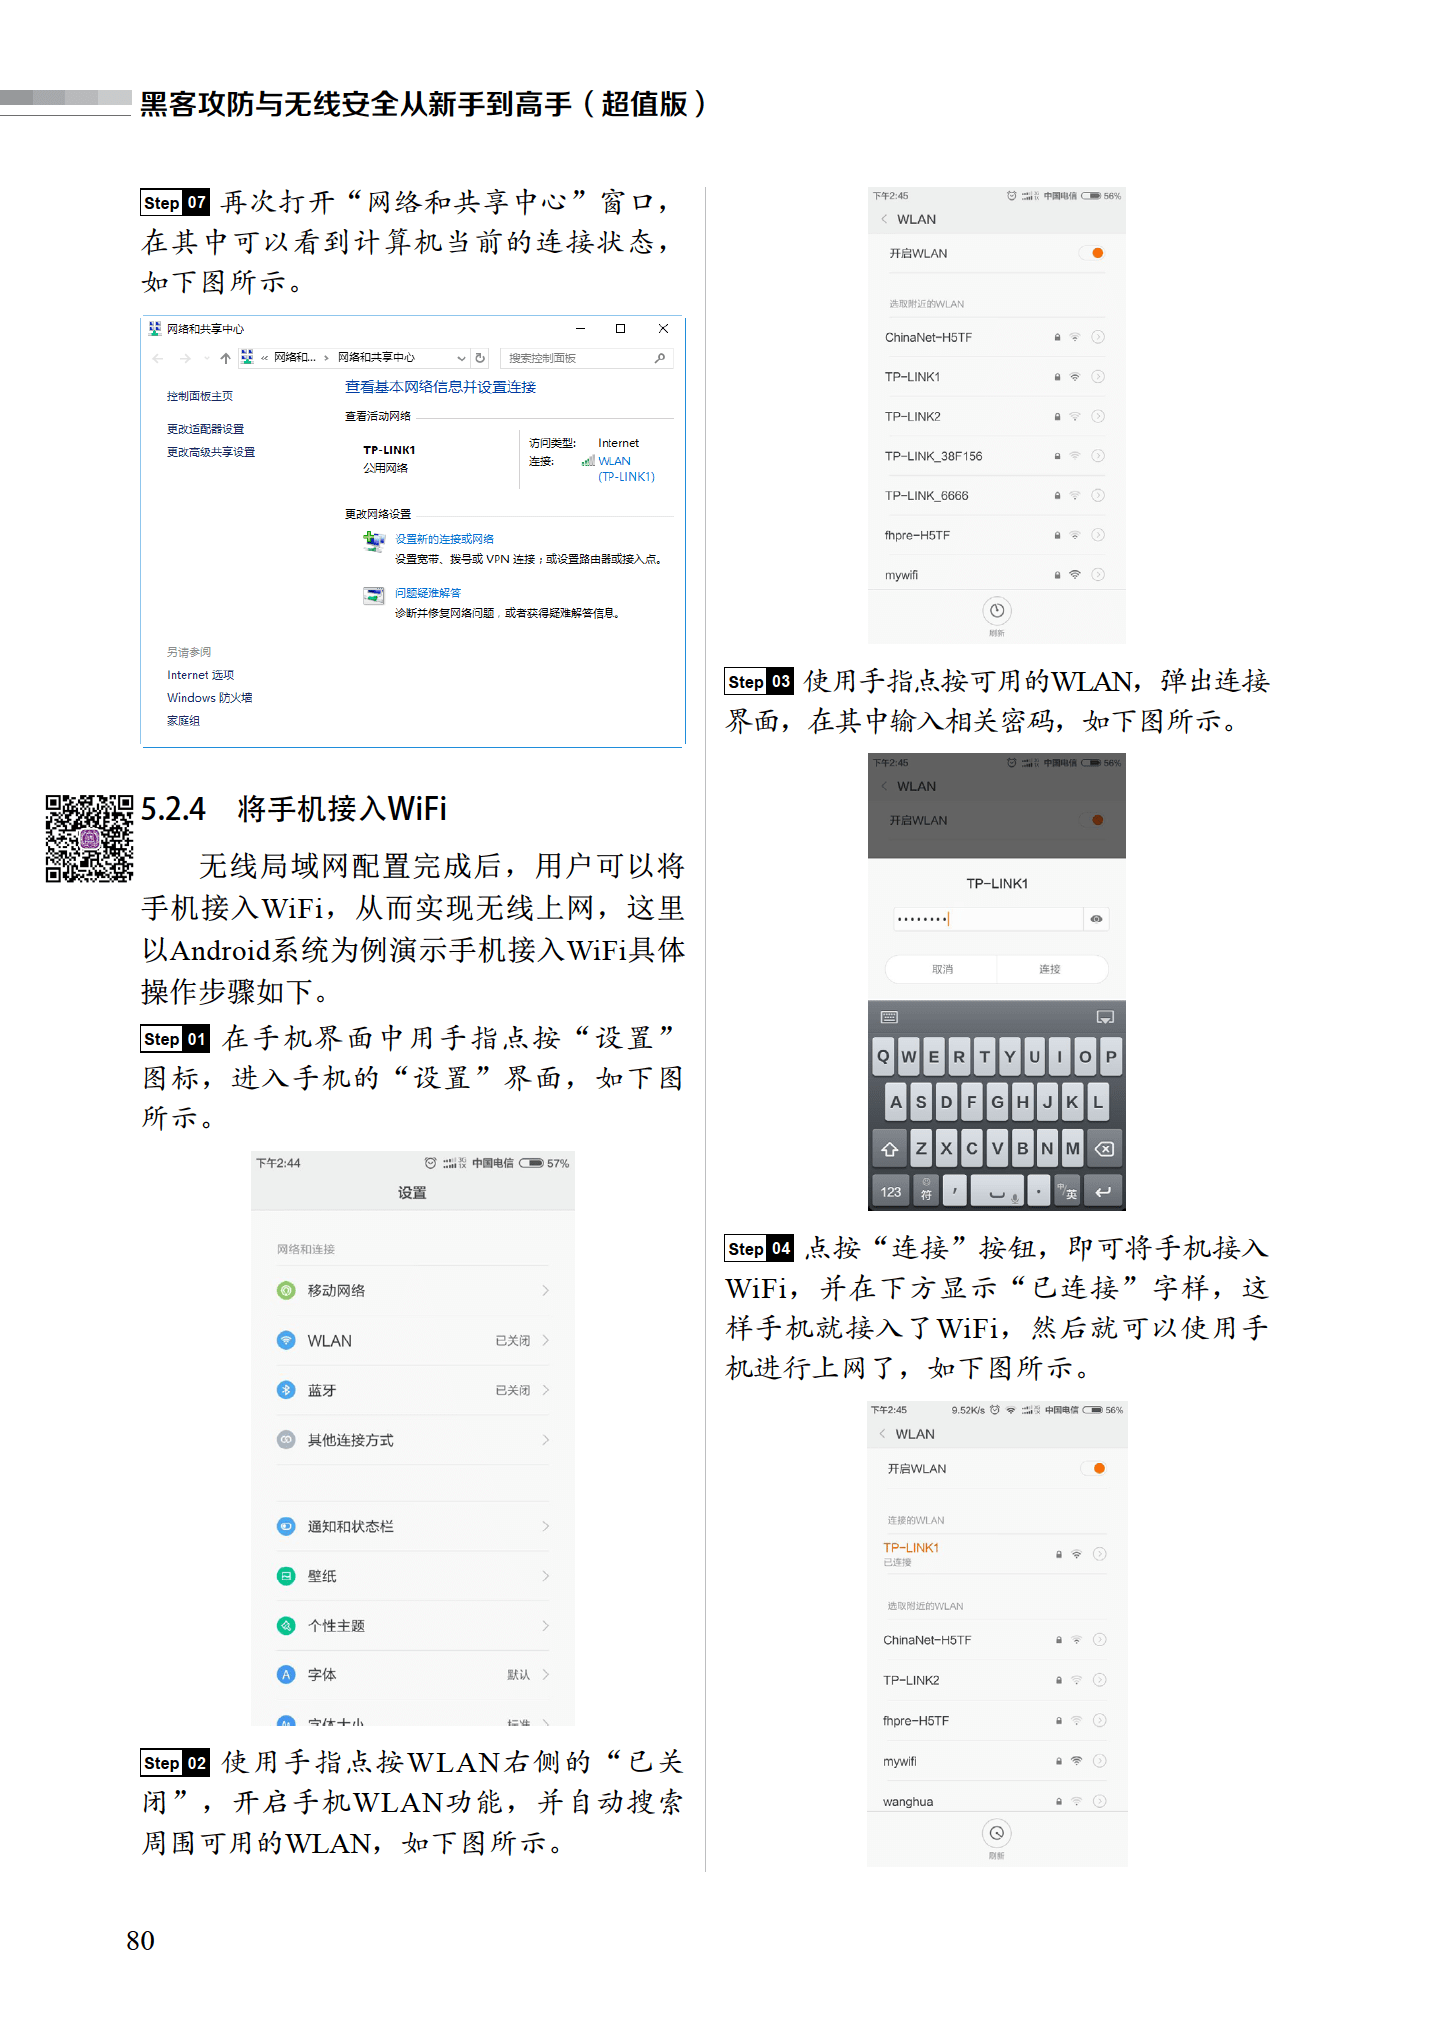 黑客攻防与无线安全从新手到高手（超值版）
Step 07 再次打开“网络和共享中心”窗口，
在其中可以看到计算机当前的连接状态，
如下图所示。
网络和共享中心
« 网络和... › 网络和共享中心
搜索控制面板
控制面板主页
更改适配器设置
更改高级共享设置
查看基本网络信息并设置连接
查看活动网络
TP-LINK1
公用网络
访问类型: Internet
连接: WLAN
(TP-LINK1)
更改网络设置
设置新的连接或网络
设置宽带、拨号或 VPN 连接；或设置路由器或接入点。
问题疑难解答
诊断并修复网络问题，或者获得疑难解答信息。
另请参阅
Internet 选项
Windows 防火墙
家庭组
5.2.4 将手机接入WiFi
无线局域网配置完成后，用户可以将
手机接入WiFi，从而实现无线上网，这里
以Android系统为例演示手机接入WiFi具体
操作步骤如下。
Step 01 在手机界面中用手指点按“设置”
图标，进入手机的“设置”界面，如下图
所示。
下午2:44 3G 1X 中国电信 57%
设置
网络和连接
移动网络
WLAN 已关闭
蓝牙 已关闭
其他连接方式
通知和状态栏
壁纸
个性主题
字体 默认
字体大小 标准
Step 02 使用手指点按WLAN右侧的“已关
闭”，开启手机WLAN功能，并自动搜索
周围可用的WLAN，如下图所示。
下午2:45 中国电信 56%
WLAN
开启WLAN
选取附近的WLAN
ChinaNet-H5TF
TP-LINK1
TP-LINK2
TP-LINK_38F156
TP-LINK_6666
fhpre-H5TF
mywifi
刷新
Step 03 使用手指点按可用的WLAN，弹出连接
界面，在其中输入相关密码，如下图所示。
下午2:45 中国电信 56%
WLAN
开启WLAN
TP-LINK1
········
取消 连接
Q W E R T Y U I O P
A S D F G H J K L
Z X C V B N M
123 符 , . 中/英
Step 04 点按“连接”按钮，即可将手机接入
WiFi，并在下方显示“已连接”字样，这
样手机就接入了WiFi，然后就可以使用手
机进行上网了，如下图所示。
下午2:45 9.52K/s 中国电信 56%
WLAN
开启WLAN
连接的WLAN
TP-LINK1
已连接
选取附近的WLAN
ChinaNet-H5TF
TP-LINK2
fhpre-H5TF
mywifi
wanghua
刷新
80